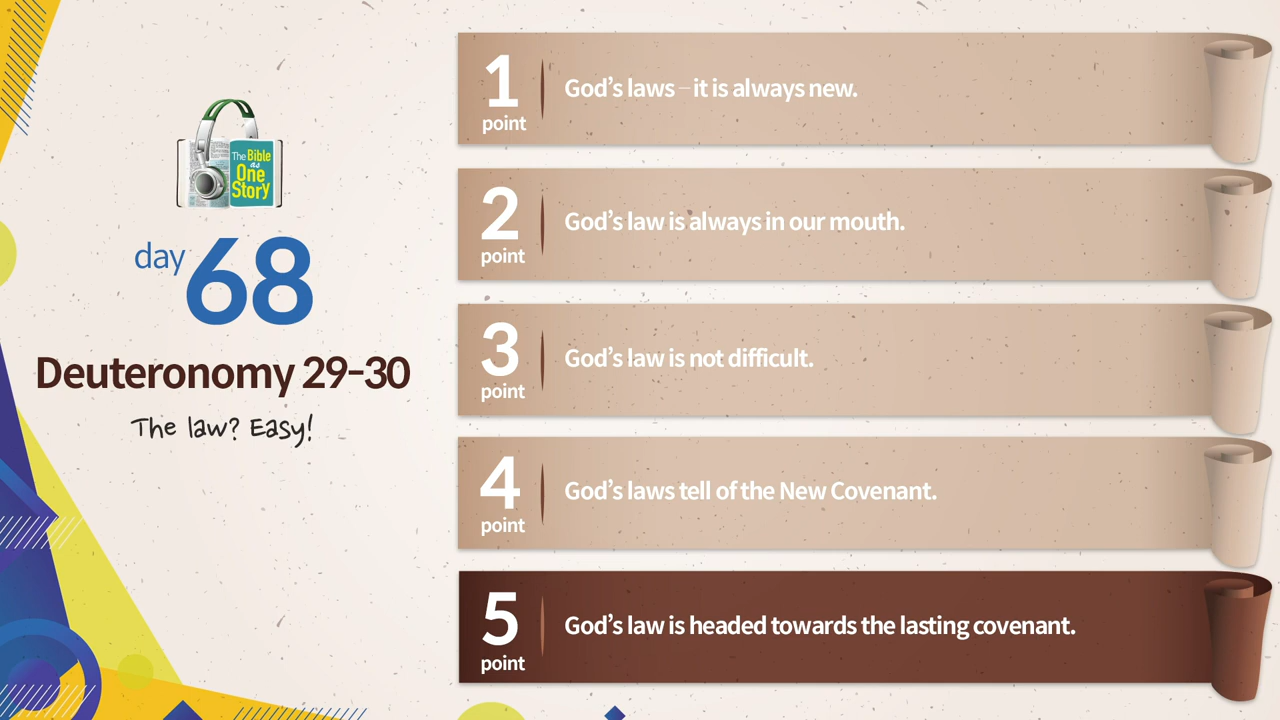 The Bible
as
One
Story
day 68
Deuteronomy 29-30
The law? Easy!
1
point
God's laws – it is always new.
2
point
God's law is always in our mouth.
3
point
God's law is not difficult.
4
point
God's laws tell of the New Covenant.
5
point
God's law is headed towards the lasting covenant.